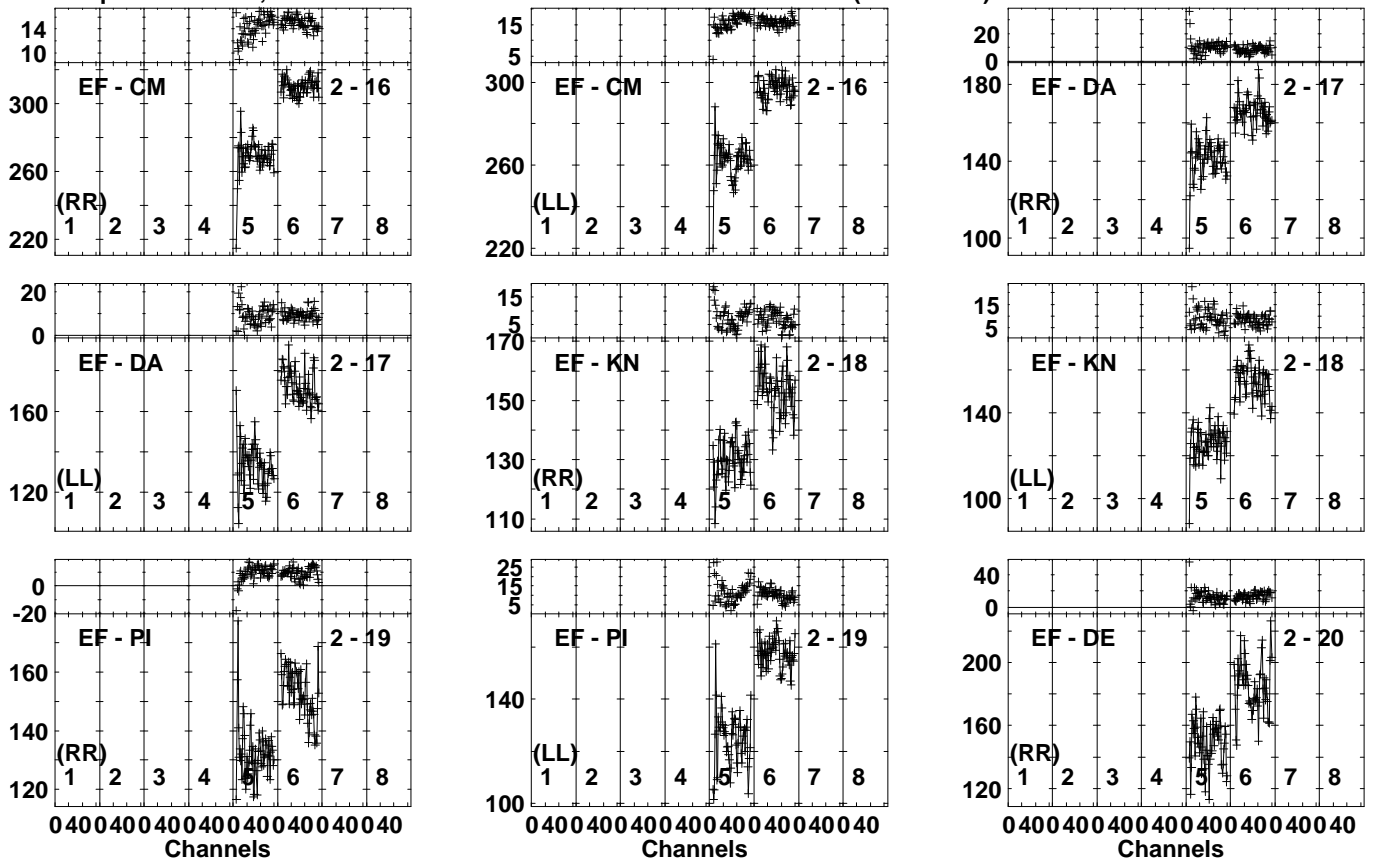 14
10
EF - CM 2 - 16
300
260
220
(RR)
1 2 3 4 5 6 7 8
15
5
EF - CM 2 - 16
300
260
220
(LL)
1 2 3 4 5 6 7 8
20
0
EF - DA 2 - 17
180
140
100
(RR)
1 2 3 4 5 6 7 8
20
0
EF - DA 2 - 17
160
120
(LL)
1 2 3 4 5 6 7 8
15
5
EF - KN 2 - 18
170
150
130
110
(RR)
1 2 3 4 5 6 7 8
15
5
EF - KN 2 - 18
140
100
(LL)
1 2 3 4 5 6 7 8
0
-20
EF - PI 2 - 19
160
140
120
(RR)
1 2 3 4 5 6 7 8
0 40 0 40 0 40 0 40 0 40 0 40 0 40 0 40
Channels
25
15
5
EF - PI 2 - 19
140
100
(LL)
1 2 3 4 5 6 7 8
0 40 0 40 0 40 0 40 0 40 0 40 0 40 0 40
Channels
40
0
EF - DE 2 - 20
200
160
120
(RR)
1 2 3 4 5 6 7 8
0 40 0 40 0 40 0 40 0 40 0 40 0 40 0 40
Channels